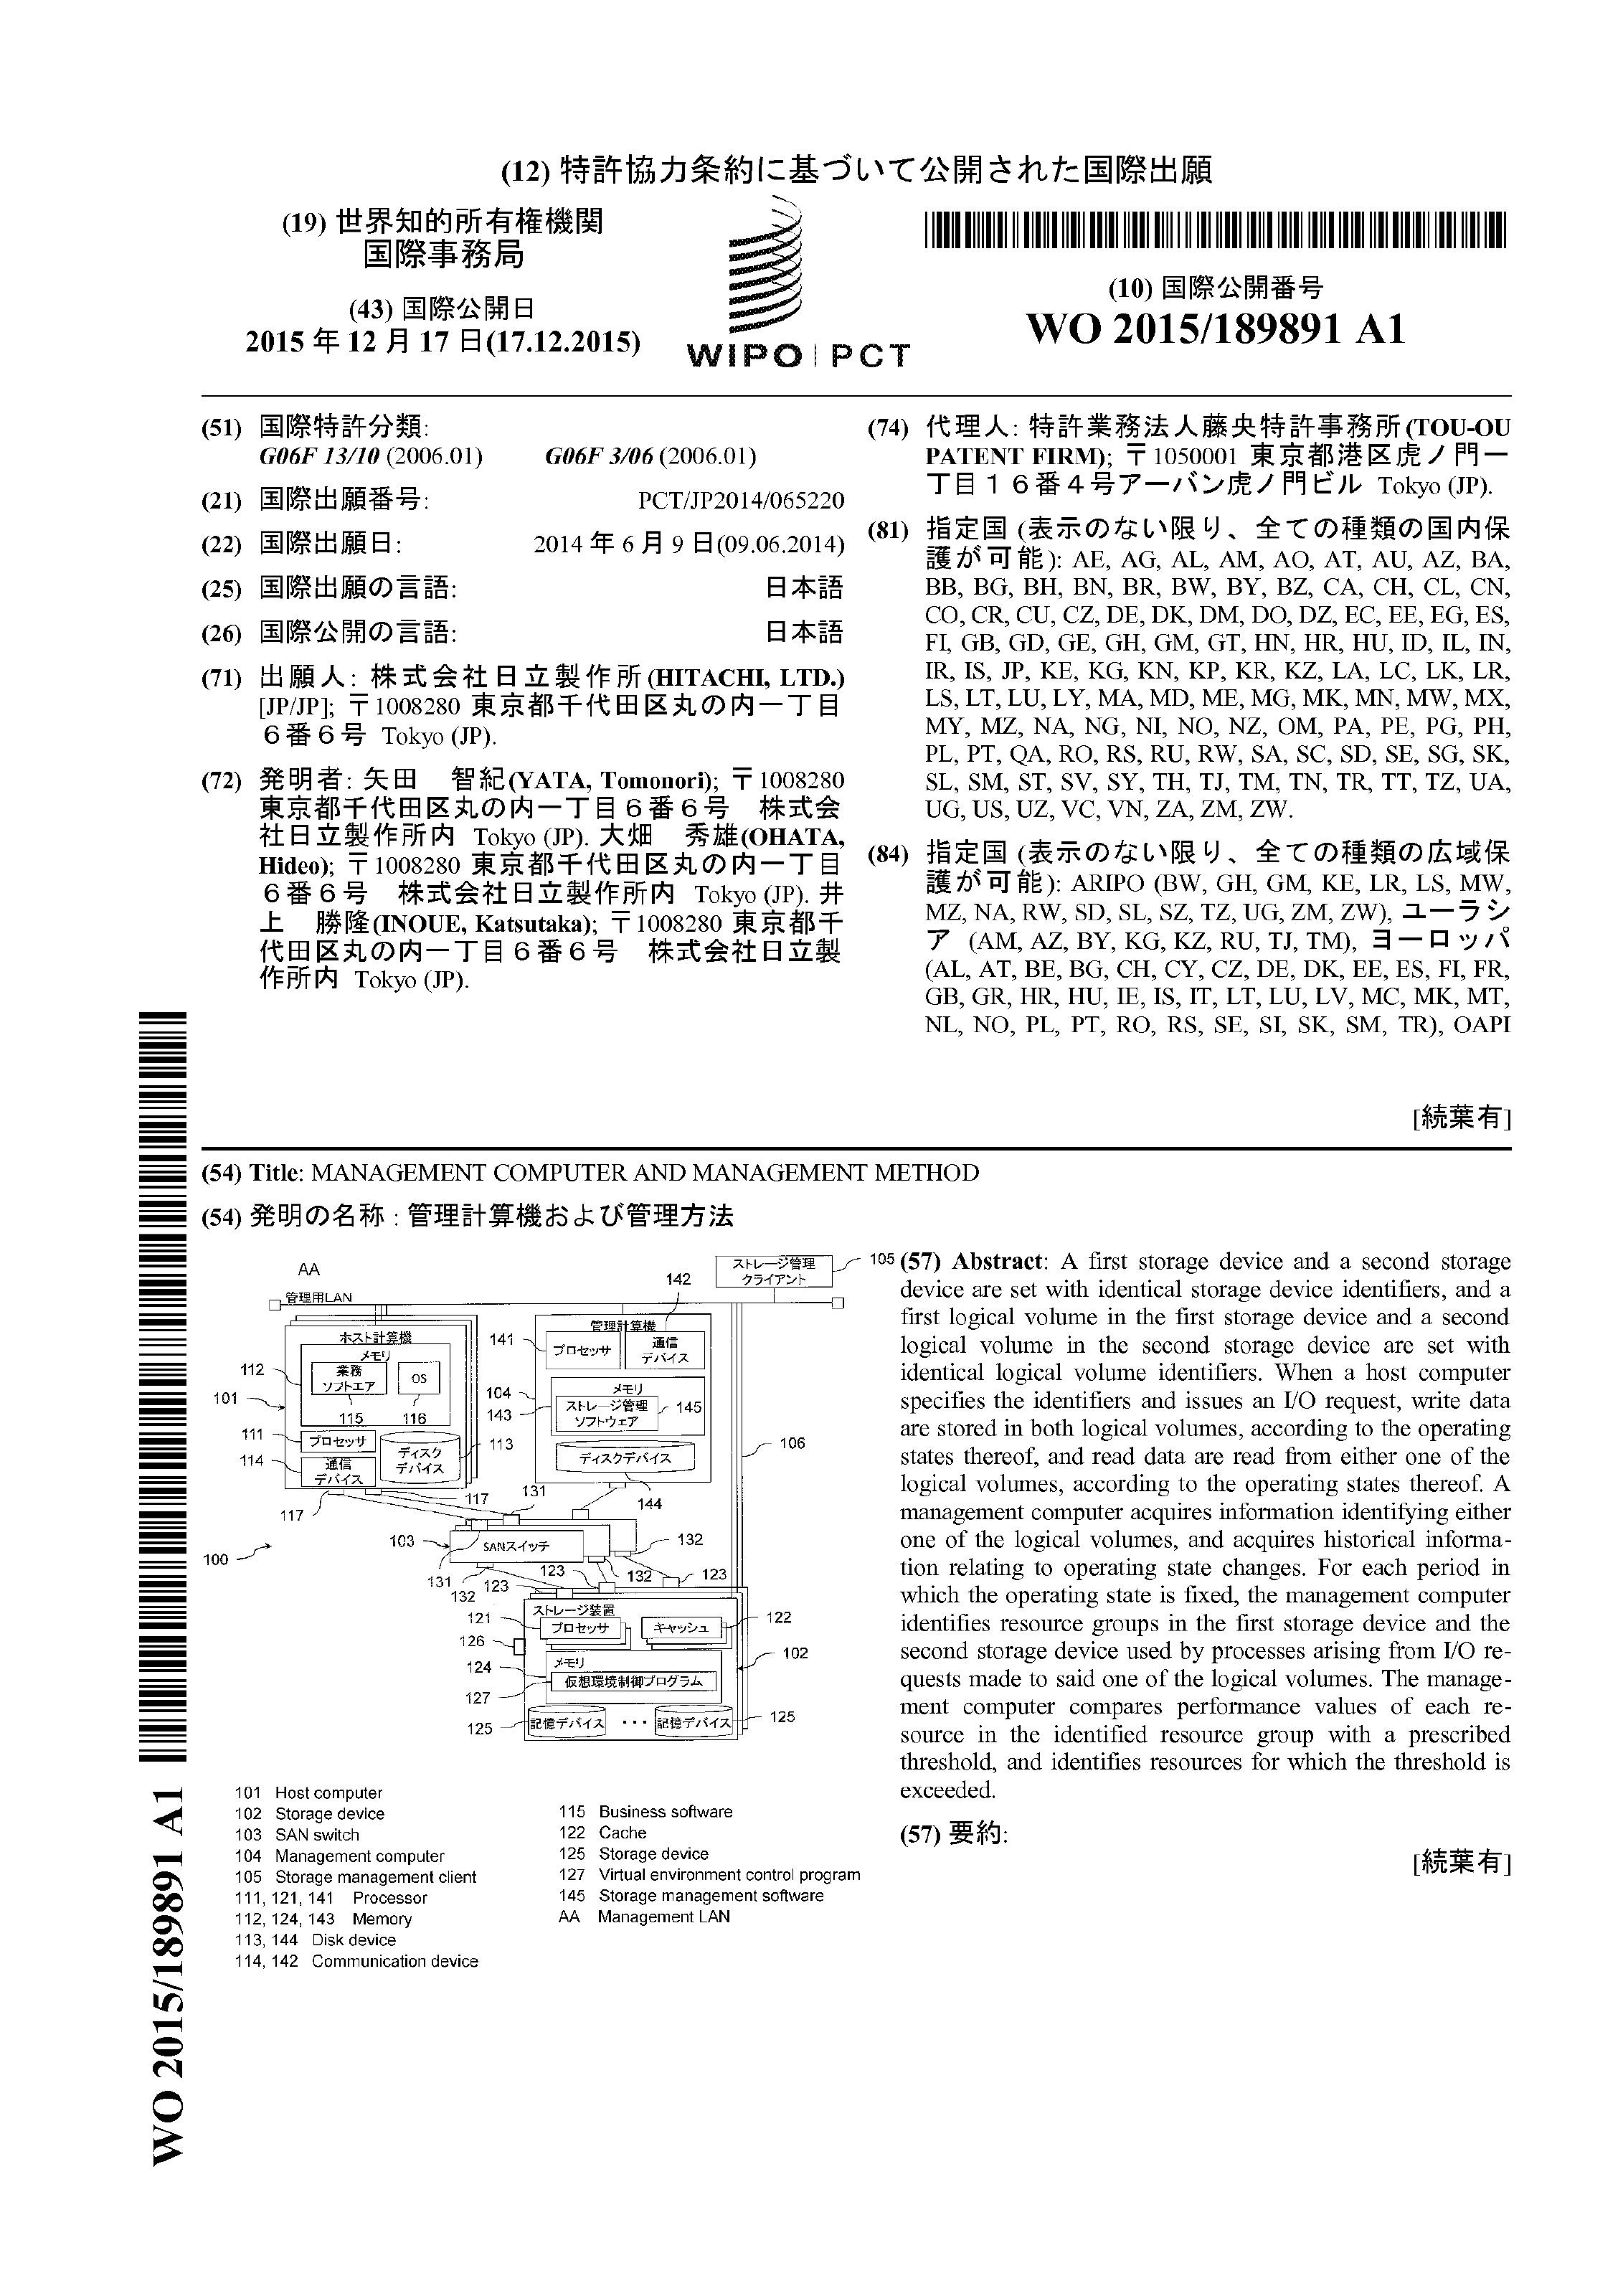 (12) 特許協力条約に基づいて公開された国際出願
(19) 世界知的所有権機関
国際事務局
(43) 国際公開日
2015 年 12 月 17 日(17.12.2015)
WIPO | PCT
(10) 国際公開番号
WO 2015/189891 A1
(51) 国際特許分類:
G06F 13/10 (2006.01) G06F 3/06 (2006.01)
(21) 国際出願番号: PCT/JP2014/065220
(22) 国際出願日: 2014 年 6 月 9 日(09.06.2014)
(25) 国際出願の言語: 日本語
(26) 国際公開の言語: 日本語
(71) 出願人: 株式会社日立製作所(HITACHI, LTD.)
[JP/JP]; 〒1008280 東京都千代田区丸の内一丁目
6番6号 Tokyo (JP).
(72) 発明者: 矢田 智紀(YATA, Tomonori); 〒1008280
東京都千代田区丸の内一丁目6番6号 株式会
社日立製作所内 Tokyo (JP). 大畑 秀雄(OHATA,
Hideo); 〒1008280 東京都千代田区丸の内一丁目
6番6号 株式会社日立製作所内 Tokyo (JP). 井
上 勝隆(INOUE, Katsutaka); 〒1008280 東京都千
代田区丸の内一丁目6番6号 株式会社日立製
作所内 Tokyo (JP).
(74) 代理人: 特許業務法人藤央特許事務所(TOU-OU
PATENT FIRM); 〒1050001 東京都港区虎ノ門一
丁目16番4号アーバン虎ノ門ビル Tokyo (JP).
(81) 指定国 (表示のない限り、全ての種類の国内保
護が可能): AE, AG, AL, AM, AO, AT, AU, AZ, BA,
BB, BG, BH, BN, BR, BW, BY, BZ, CA, CH, CL, CN,
CO, CR, CU, CZ, DE, DK, DM, DO, DZ, EC, EE, EG, ES,
FI, GB, GD, GE, GH, GM, GT, HN, HR, HU, ID, IL, IN,
IR, IS, JP, KE, KG, KN, KP, KR, KZ, LA, LC, LK, LR,
LS, LT, LU, LY, MA, MD, ME, MG, MK, MN, MW, MX,
MY, MZ, NA, NG, NI, NO, NZ, OM, PA, PE, PG, PH,
PL, PT, QA, RO, RS, RU, RW, SA, SC, SD, SE, SG, SK,
SL, SM, ST, SV, SY, TH, TJ, TM, TN, TR, TT, TZ, UA,
UG, US, UZ, VC, VN, ZA, ZM, ZW.
(84) 指定国 (表示のない限り、全ての種類の広域保
護が可能): ARIPO (BW, GH, GM, KE, LR, LS, MW,
MZ, NA, RW, SD, SL, SZ, TZ, UG, ZM, ZW), ユーラシ
ア (AM, AZ, BY, KG, KZ, RU, TJ, TM), ヨーロッパ
(AL, AT, BE, BG, CH, CY, CZ, DE, DK, EE, ES, FI, FR,
GB, GR, HR, HU, IE, IS, IT, LT, LU, LV, MC, MK, MT,
NL, NO, PL, PT, RO, RS, SE, SI, SK, SM, TR), OAPI
[続葉有]
(54) Title: MANAGEMENT COMPUTER AND MANAGEMENT METHOD
(54) 発明の名称 : 管理計算機および管理方法
AA
管理用LAN
ストレージ管理
クライアント
105
142
ホスト計算機
メモリ
業務
ソフトエア
OS
115
116
112
101
111
プロセッサ
114
通信
デバイス
ディスク
デバイス
113
117
117
管理計算機
141
プロセッサ
通信
デバイス
104
143
メモリ
ストレージ管理
ソフトウェア
145
ディスクデバイス
144
106
131
103
SANスイッチ
132
131
132
132
100
123
123
123
ストレージ装置
121
プロセッサ
キャッシュ
122
126
メモリ
124
仮想環境制御プログラム
102
127
125
記憶デバイス
・・・
記憶デバイス
125
101 Host computer
102 Storage device
103 SAN switch
104 Management computer
105 Storage management client
111, 121, 141 Processor
112, 124, 143 Memory
113, 144 Disk device
114, 142 Communication device
115 Business software
122 Cache
125 Storage device
127 Virtual environment control program
145 Storage management software
AA Management LAN
(57) Abstract: A first storage device and a second storage
device are set with identical storage device identifiers, and a
first logical volume in the first storage device and a second
logical volume in the second storage device are set with
identical logical volume identifiers. When a host computer
specifies the identifiers and issues an I/O request, write data
are stored in both logical volumes, according to the operating
states thereof, and read data are read from either one of the
logical volumes, according to the operating states thereof. A
management computer acquires information identifying either
one of the logical volumes, and acquires historical informa-
tion relating to operating state changes. For each period in
which the operating state is fixed, the management computer
identifies resource groups in the first storage device and the
second storage device used by processes arising from I/O re-
quests made to said one of the logical volumes. The manage-
ment computer compares performance values of each re-
source in the identified resource group with a prescribed
threshold, and identifies resources for which the threshold is
exceeded.
(57) 要約:
[続葉有]
WO 2015/189891 A1